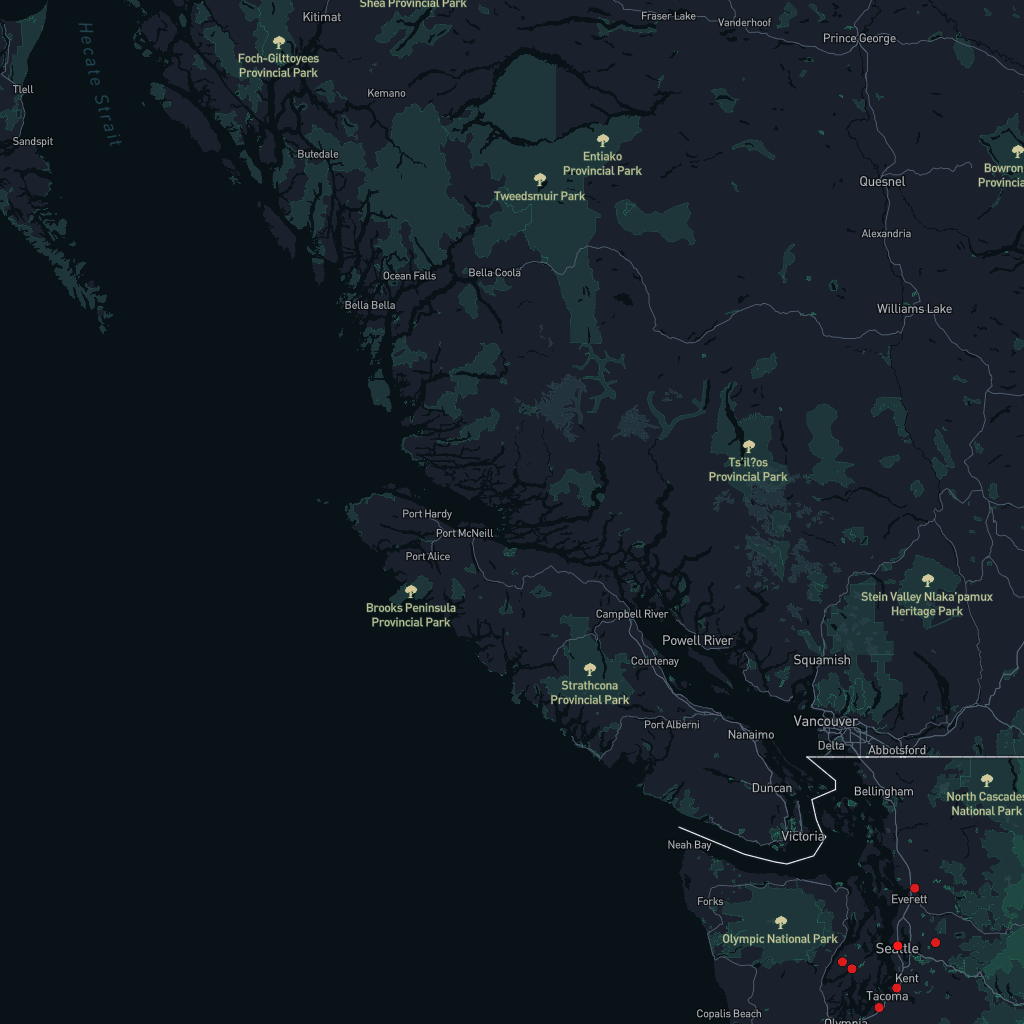 Shea Provincial Park
Kitimat
Fraser Lake
Vanderhoof
Prince George
Hecate Strait
Foch-Gilttoyees
Provincial Park
Kemano
Tlell
Sandspit
Butedale
Entiako
Provincial Park
Tweedsmuir Park
Quesnel
Bowron
Provincia
Alexandria
Ocean Falls
Bella Coola
Bella Bella
Williams Lake
Ts'il?os
Provincial Park
Port Hardy
Port McNeill
Port Alice
Brooks Peninsula
Provincial Park
Stein Valley Nlaka'pamux
Heritage Park
Campbell River
Powell River
Courtenay
Squamish
Strathcona
Provincial Park
Port Alberni
Nanaimo
Vancouver
Delta
Abbotsford
Duncan
Bellingham
North Cascades
National Park
Victoria
Neah Bay
Forks
Everett
Olympic National Park
Seattle
Kent
Tacoma
Copalis Beach
Olympia